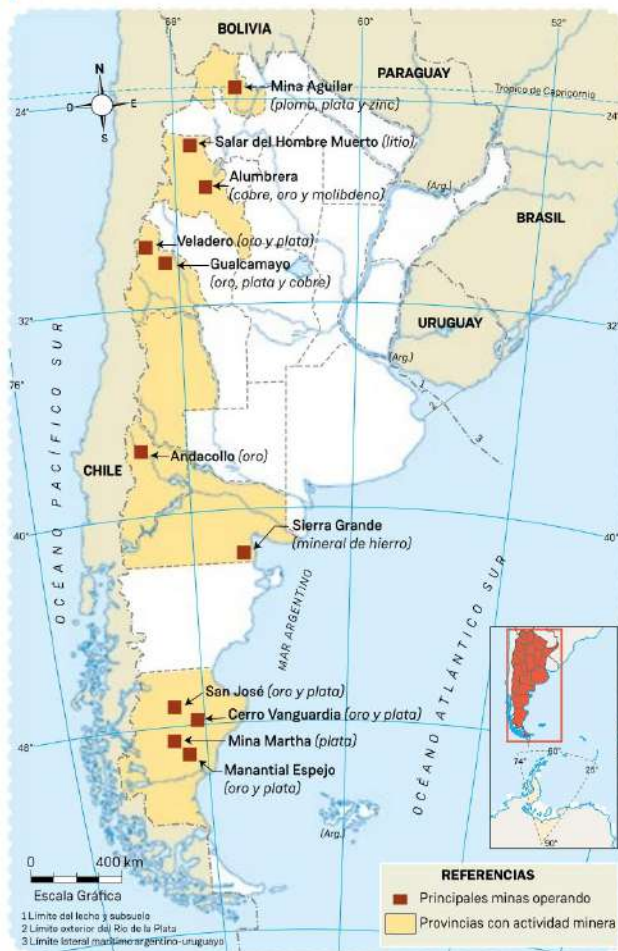 68°
60°
52°
BOLIVIA
PARAGUAY
N
O
E
S
Mina Aguilar
(plomo, plata y zinc)
Trópico de Capricornio
24°
24°
Salar del Hombre Muerto (litio)
Alumbrera
(cobre, oro y molibdeno)
(Arg.)
BRASIL
Veladero (oro y plata)
Gualcamayo
(oro, plata y cobre)
32°
32°
URUGUAY
(Arg.)
76°
1
2
3
OCÉANO PACÍFICO SUR
CHILE
Andacollo (oro)
40°
40°
Sierra Grande
(mineral de hierro)
MAR ARGENTINO
OCÉANO ATLÁNTICO SUR
San José (oro y plata)
Cerro Vanguardia (oro y plata)
Mina Martha (plata)
48°
Manantial Espejo
(oro y plata)
(Arg.)
74°
60°
25°
90°
0
400 km
Escala Gráfica
1 Límite del lecho y subsuelo
2 Límite exterior del Río de la Plata
3 Límite lateral marítimo argentino-uruguayo
REFERENCIAS
Principales minas operando
Provincias con actividad minera